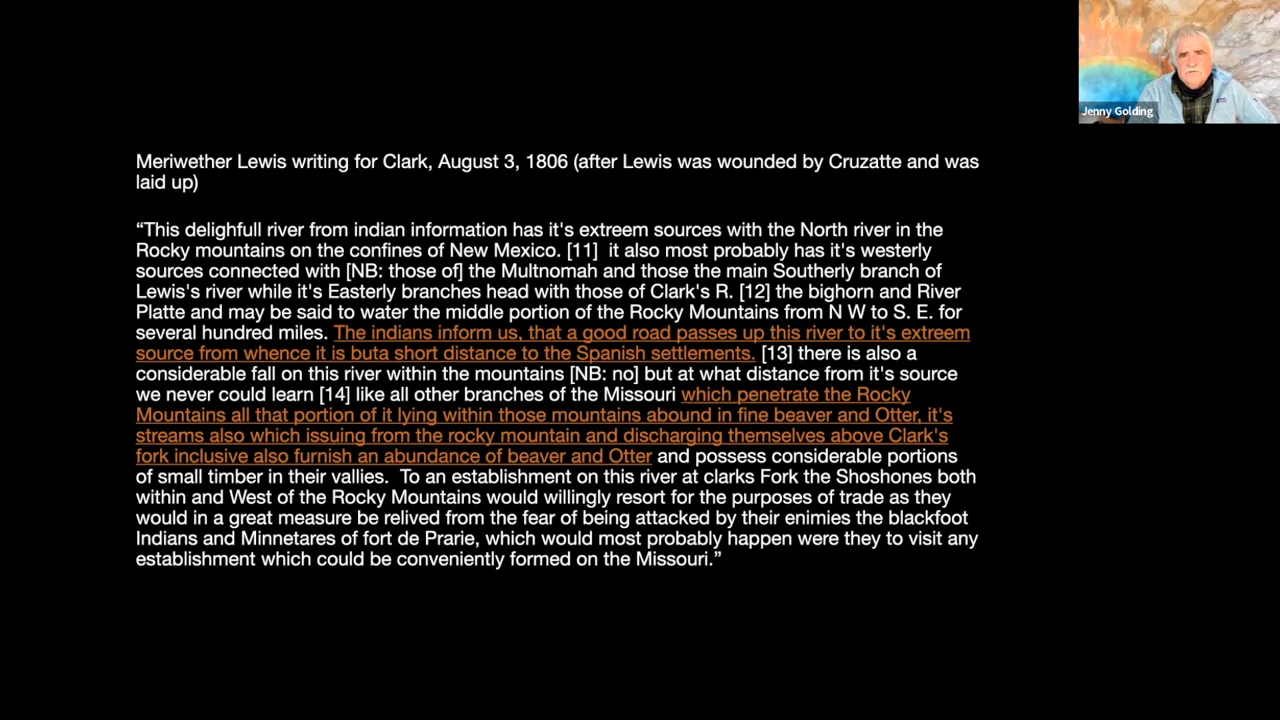 Jenny Golding
Meriwether Lewis writing for Clark, August 3, 1806 (after Lewis was wounded by Cruzatte and was
laid up)
“This delighfull river from indian information has it's extreem sources with the North river in the
Rocky mountains on the confines of New Mexico. [11]  it also most probably has it's westerly
sources connected with [NB: those of] the Multnomah and those the main Southerly branch of
Lewis's river while it's Easterly branches head with those of Clark's R. [12] the bighorn and River
Platte and may be said to water the middle portion of the Rocky Mountains from N W to S. E. for
several hundred miles. The indians inform us, that a good road passes up this river to it's extreem
source from whence it is buta short distance to the Spanish settlements. [13] there is also a
considerable fall on this river within the mountains [NB: no] but at what distance from it's source
we never could learn [14] like all other branches of the Missouri which penetrate the Rocky
Mountains all that portion of it lying within those mountains abound in fine beaver and Otter, it's
streams also which issuing from the rocky mountain and discharging themselves above Clark's
fork inclusive also furnish an abundance of beaver and Otter and possess considerable portions
of small timber in their vallies.  To an establishment on this river at clarks Fork the Shoshones both
within and West of the Rocky Mountains would willingly resort for the purposes of trade as they
would in a great measure be relived from the fear of being attacked by their enimies the blackfoot
Indians and Minnetares of fort de Prarie, which would most probably happen were they to visit any
establishment which could be conveniently formed on the Missouri.”